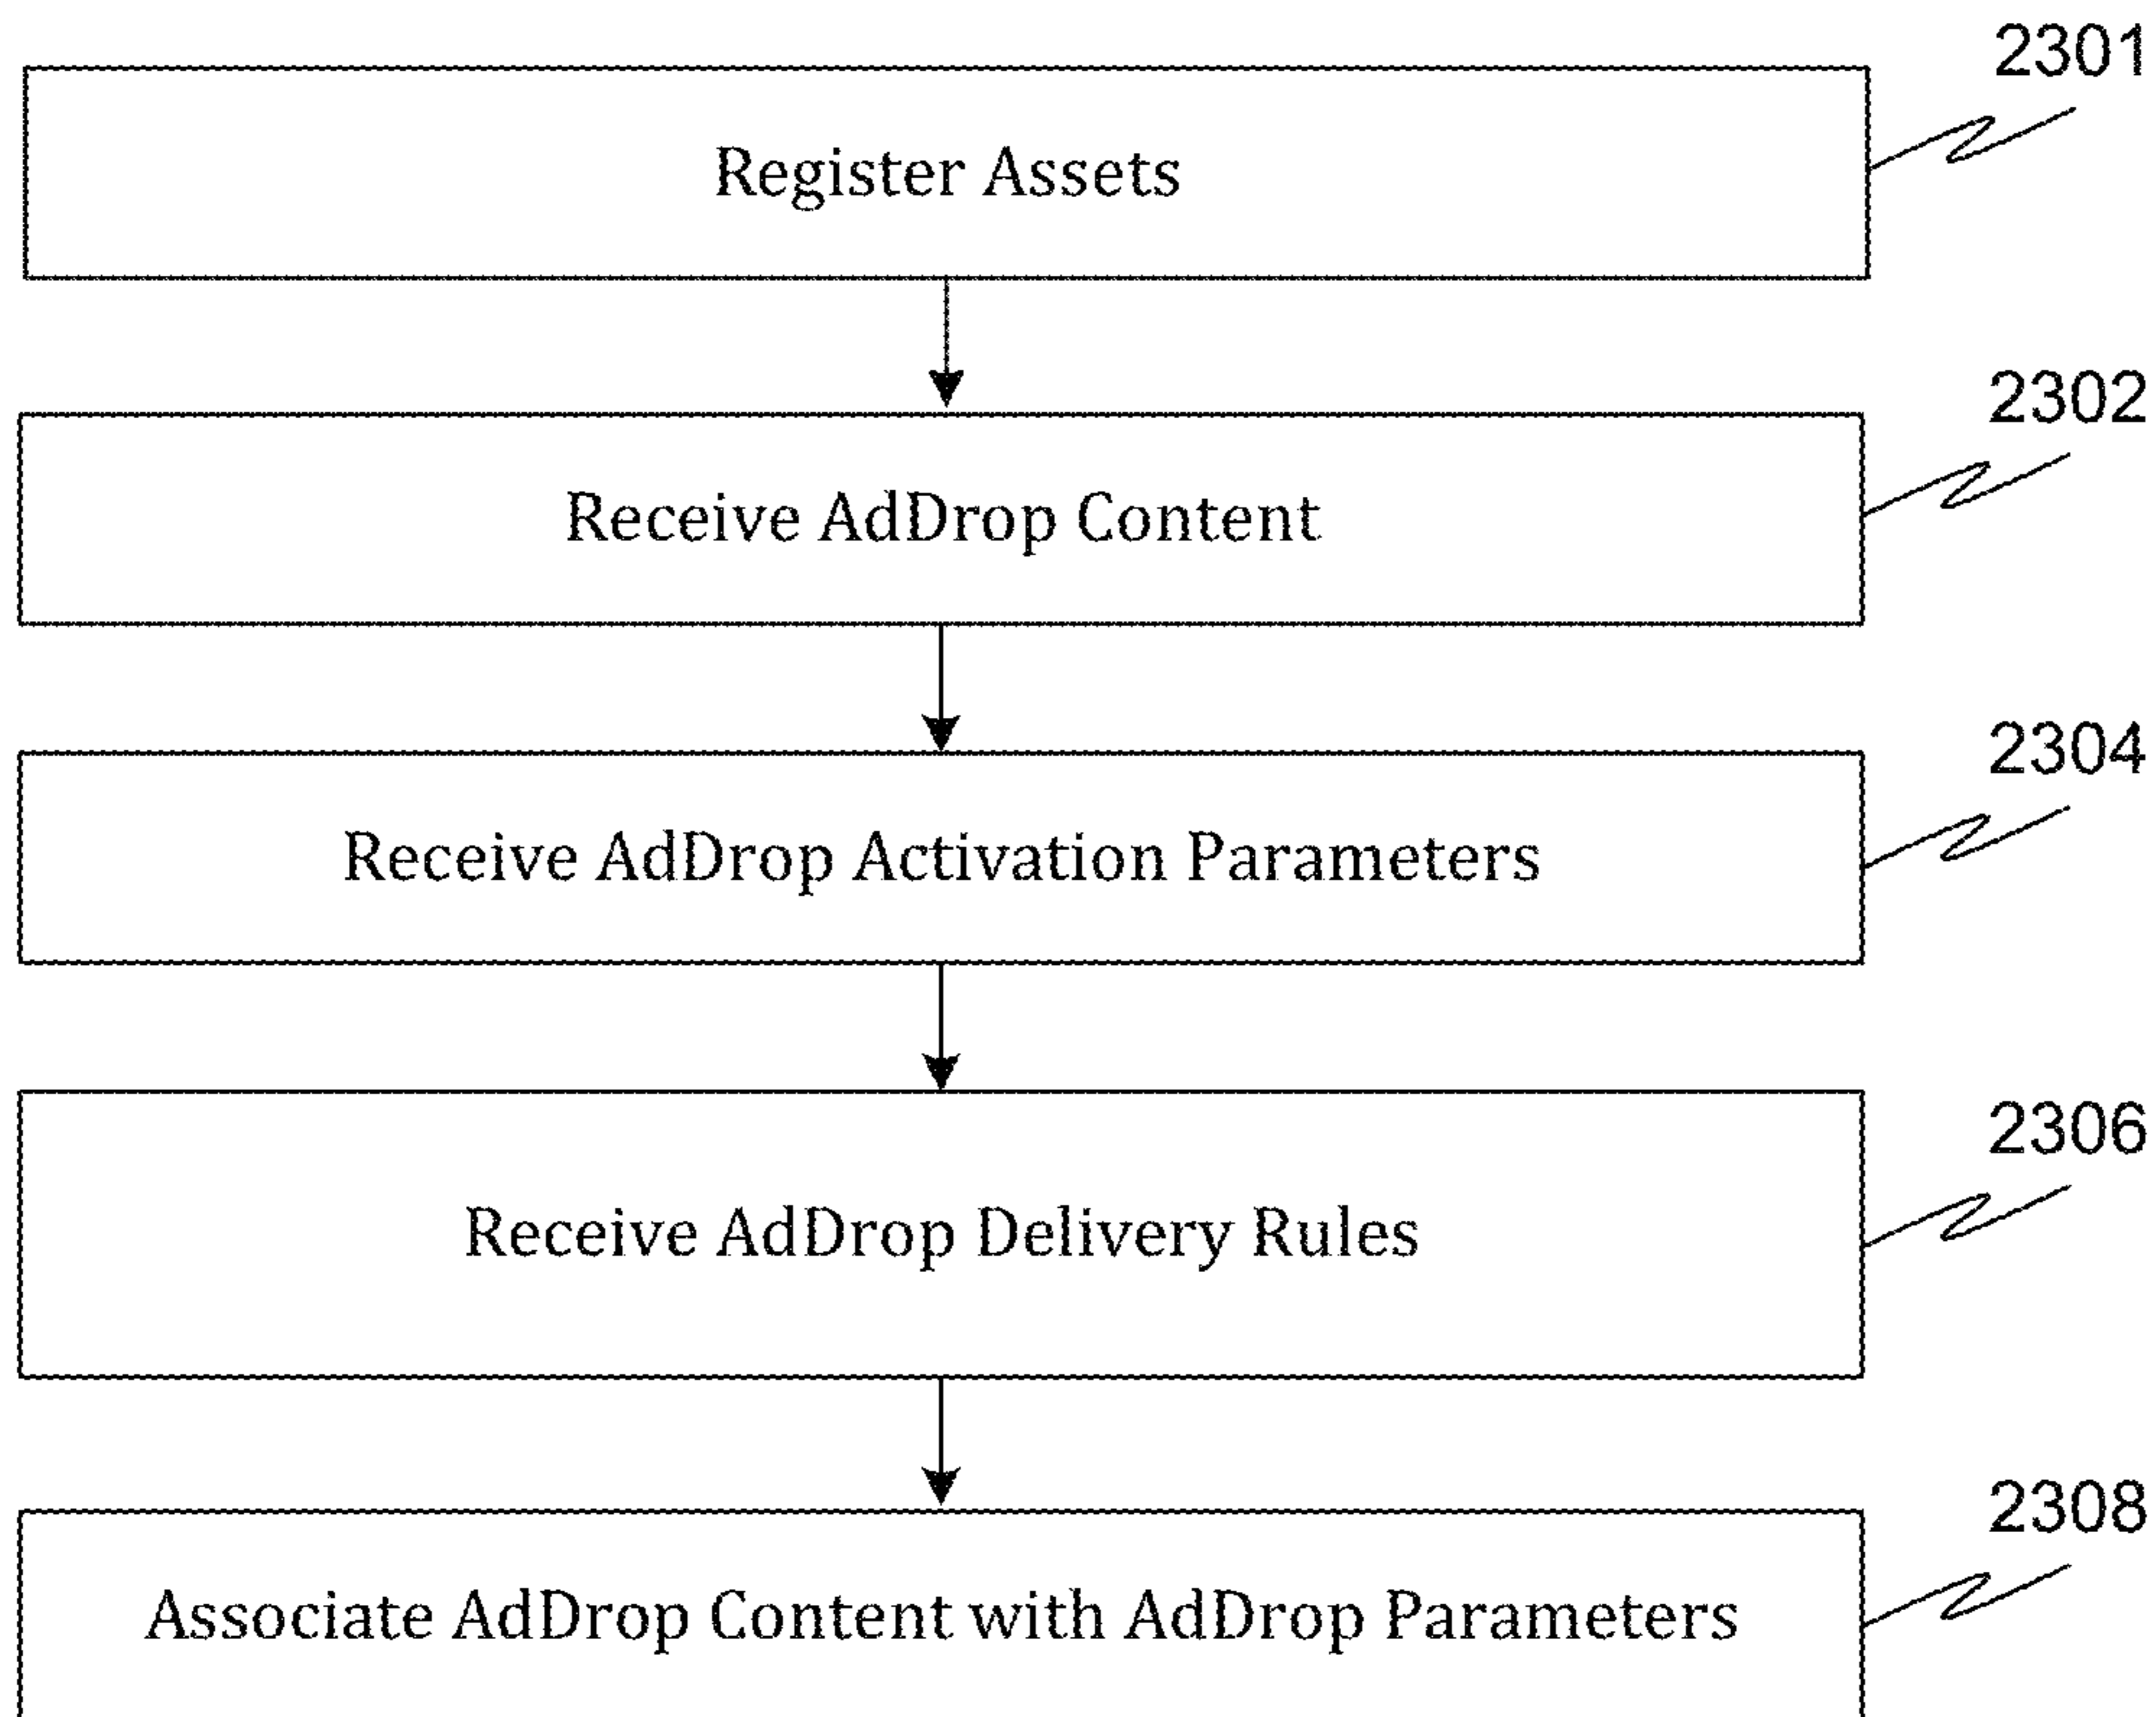 2301
Register Assets
2302
Receive AdDrop Content
2304
Receive AdDrop Activation Parameters
2306
Receive AdDrop Delivery Rules
2308
Associate AdDrop Content with AdDrop Parameters